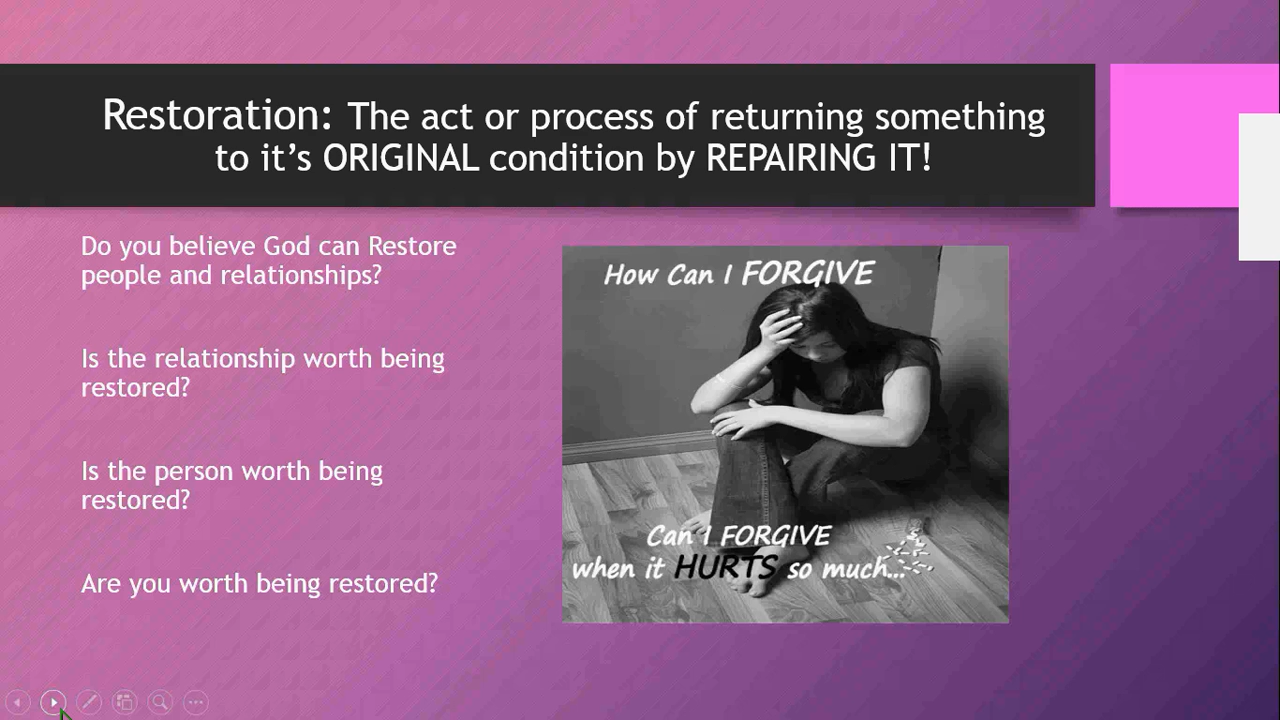 Restoration: The act or process of returning something
to it’s ORIGINAL condition by REPAIRING IT!
Do you believe God can Restore
people and relationships?
Is the relationship worth being
restored?
Is the person worth being
restored?
Are you worth being restored?
How Can I FORGIVE
Can I FORGIVE
when it HURTS so much...